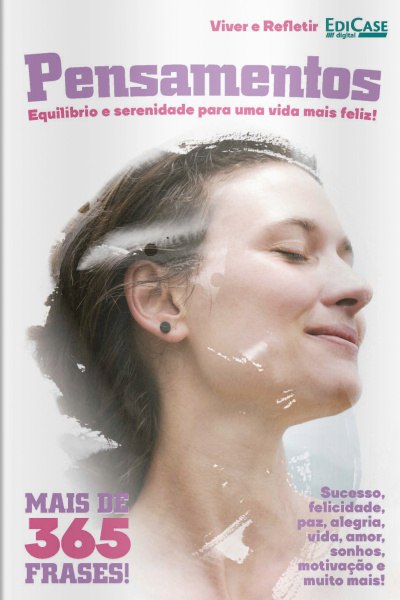 Viver e Refletir
EDICASE
digital
Pensamentos
Equilíbrio e serenidade para uma vida mais feliz!
MAIS DE
365
FRASES!
Sucesso,
felicidade,
paz, alegria,
vida, amor,
sonhos,
motivação e
muito mais!